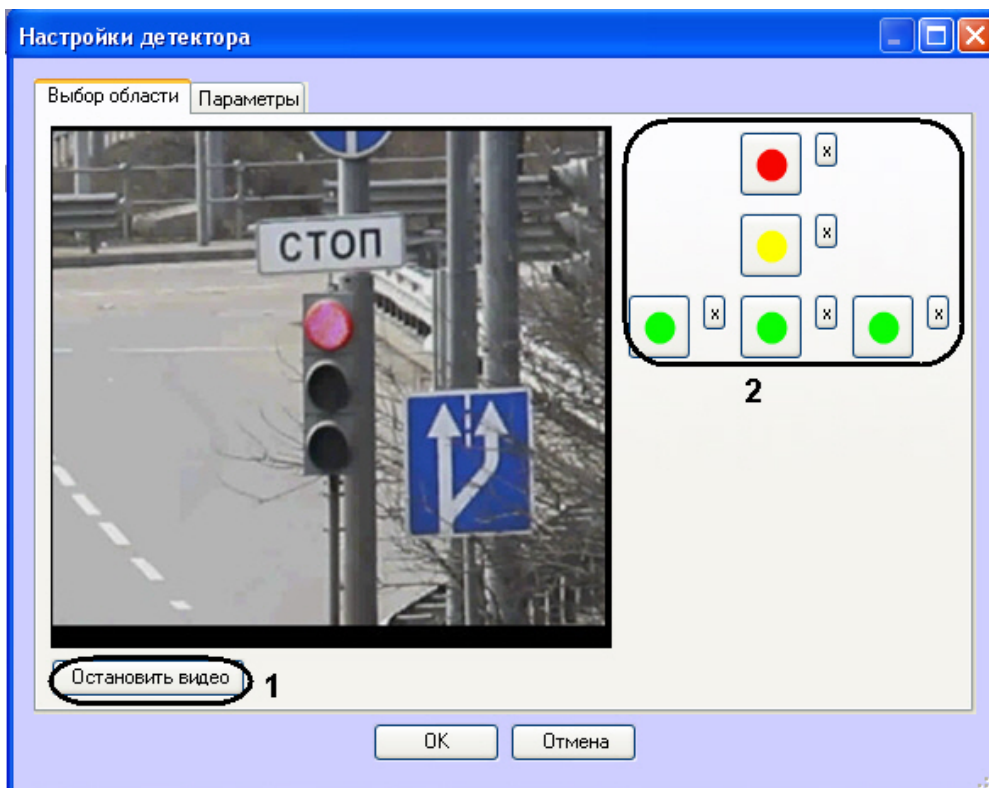 Настройки детектора
Выбор области Параметры
СТОП
x
x
x x x
2
Остановить видео 1
OK Отмена